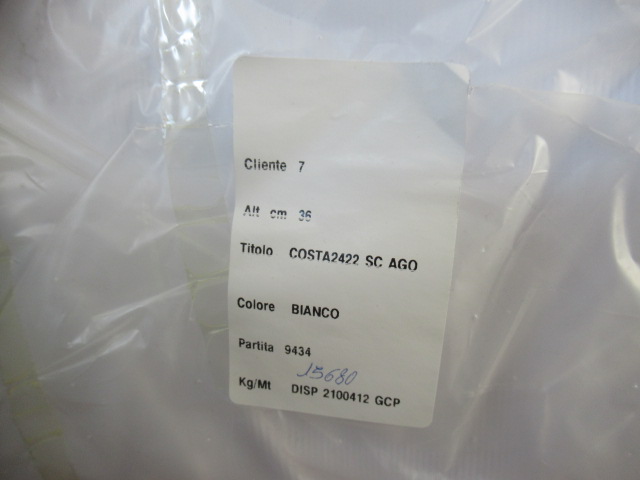 Cliente 7
Alt cm 36
Titolo COSTA2422 SC AGO
Colore BIANCO
Partita 9434
15680
Kg/Mt DISP 2100412 GCP